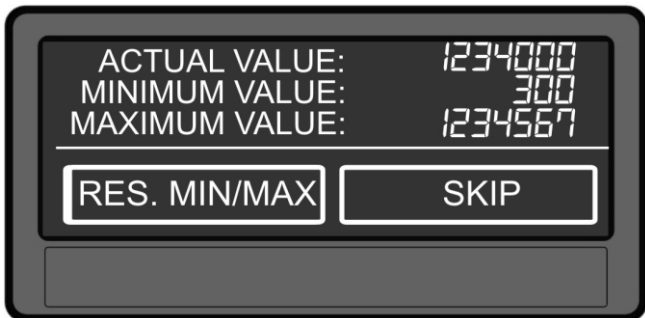 ACTUAL VALUE: 1234000
MINIMUM VALUE: 300
MAXIMUM VALUE: 1234567
RES. MIN/MAX SKIP